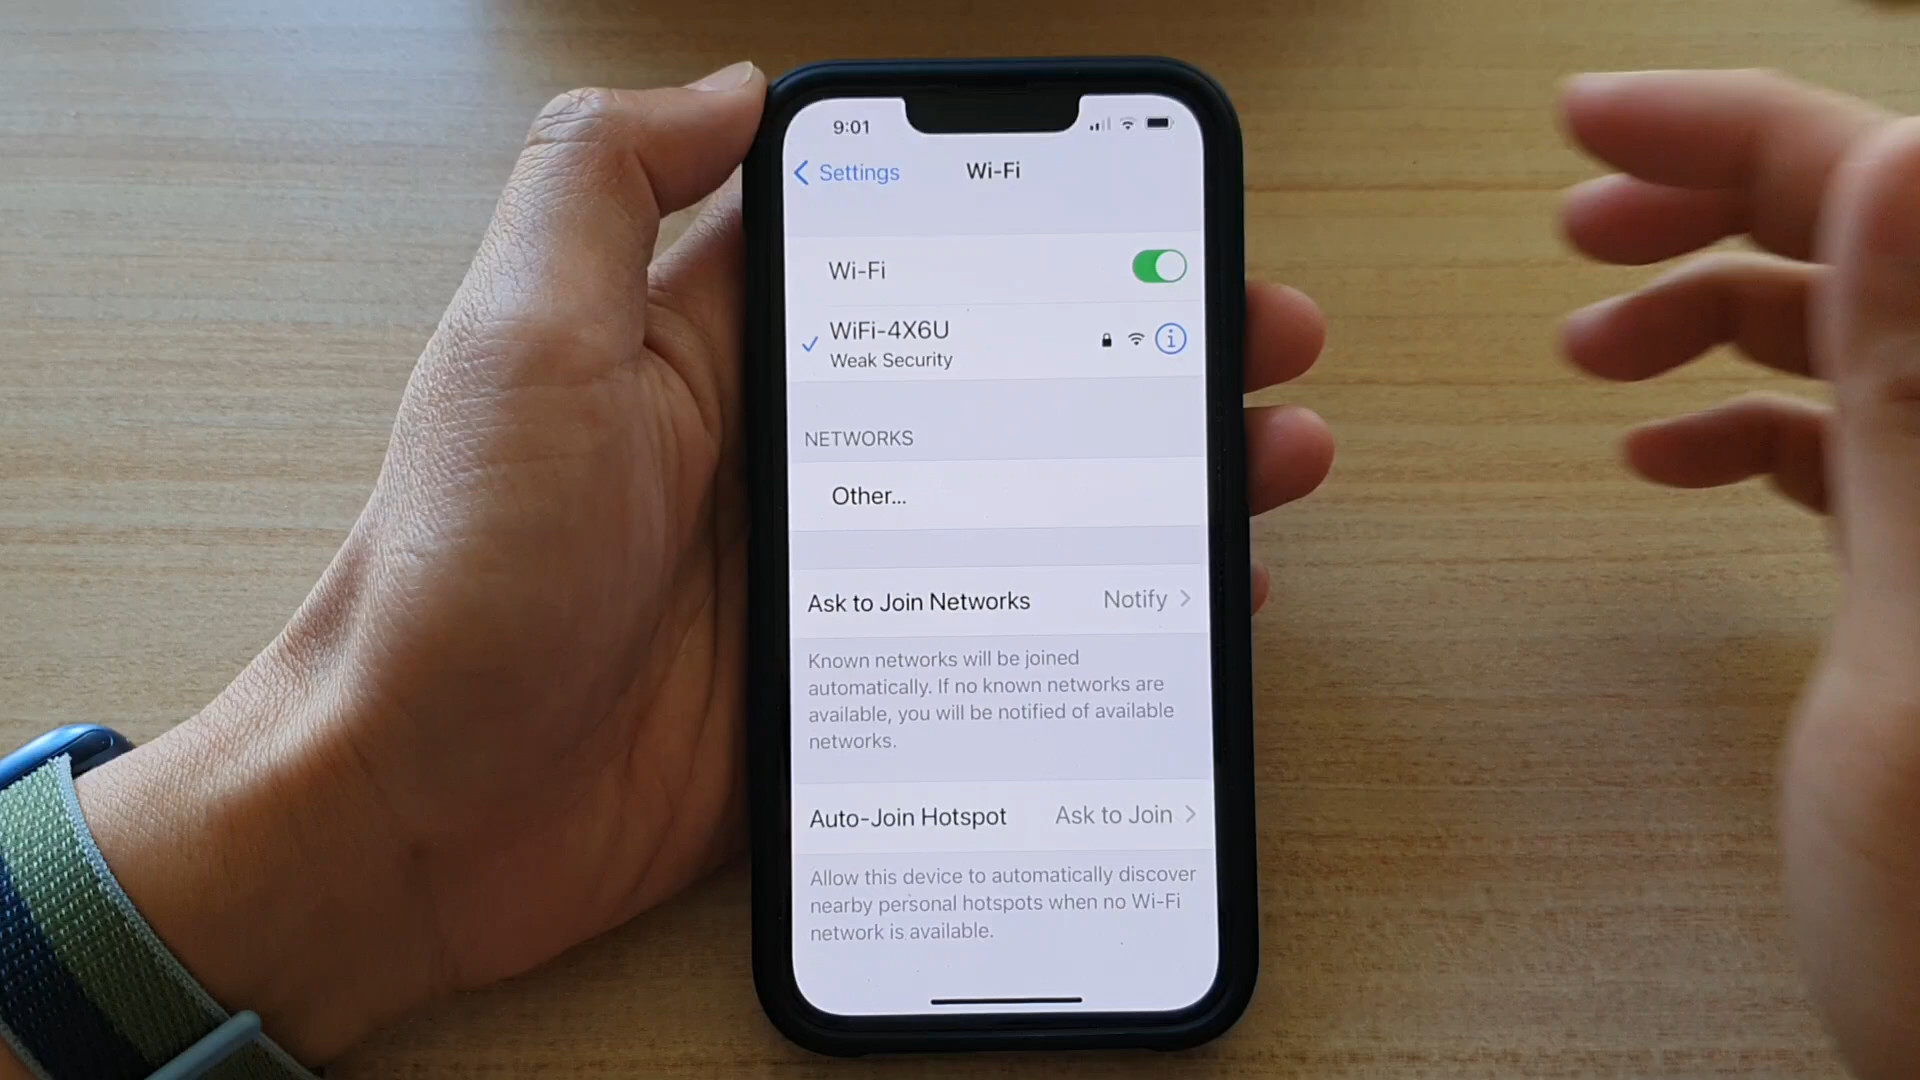 9:01
Settings
Wi-Fi
Wi-Fi
WiFi-4X6U
Weak Security
NETWORKS
Other...
Ask to Join Networks Notify
Known networks will be joined
automatically. If no known networks are
available, you will be notified of available
networks.
Auto-Join Hotspot Ask to Join
Allow this device to automatically discover
nearby personal hotspots when no Wi-Fi
network is available.